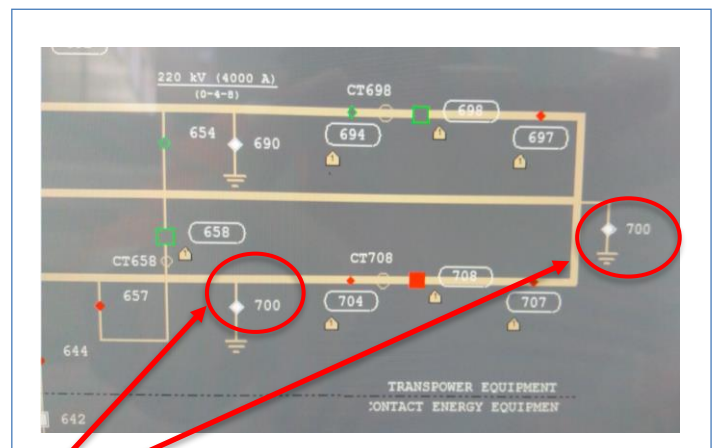 220 kV (4000 A)
(0-4-8)
CT698
654
690
694
698
697
658
700
CT658
CT708
657
700
704
708
707
644
TRANSPOWER EQUIPMENT
CONTACT ENERGY EQUIPMEN
642